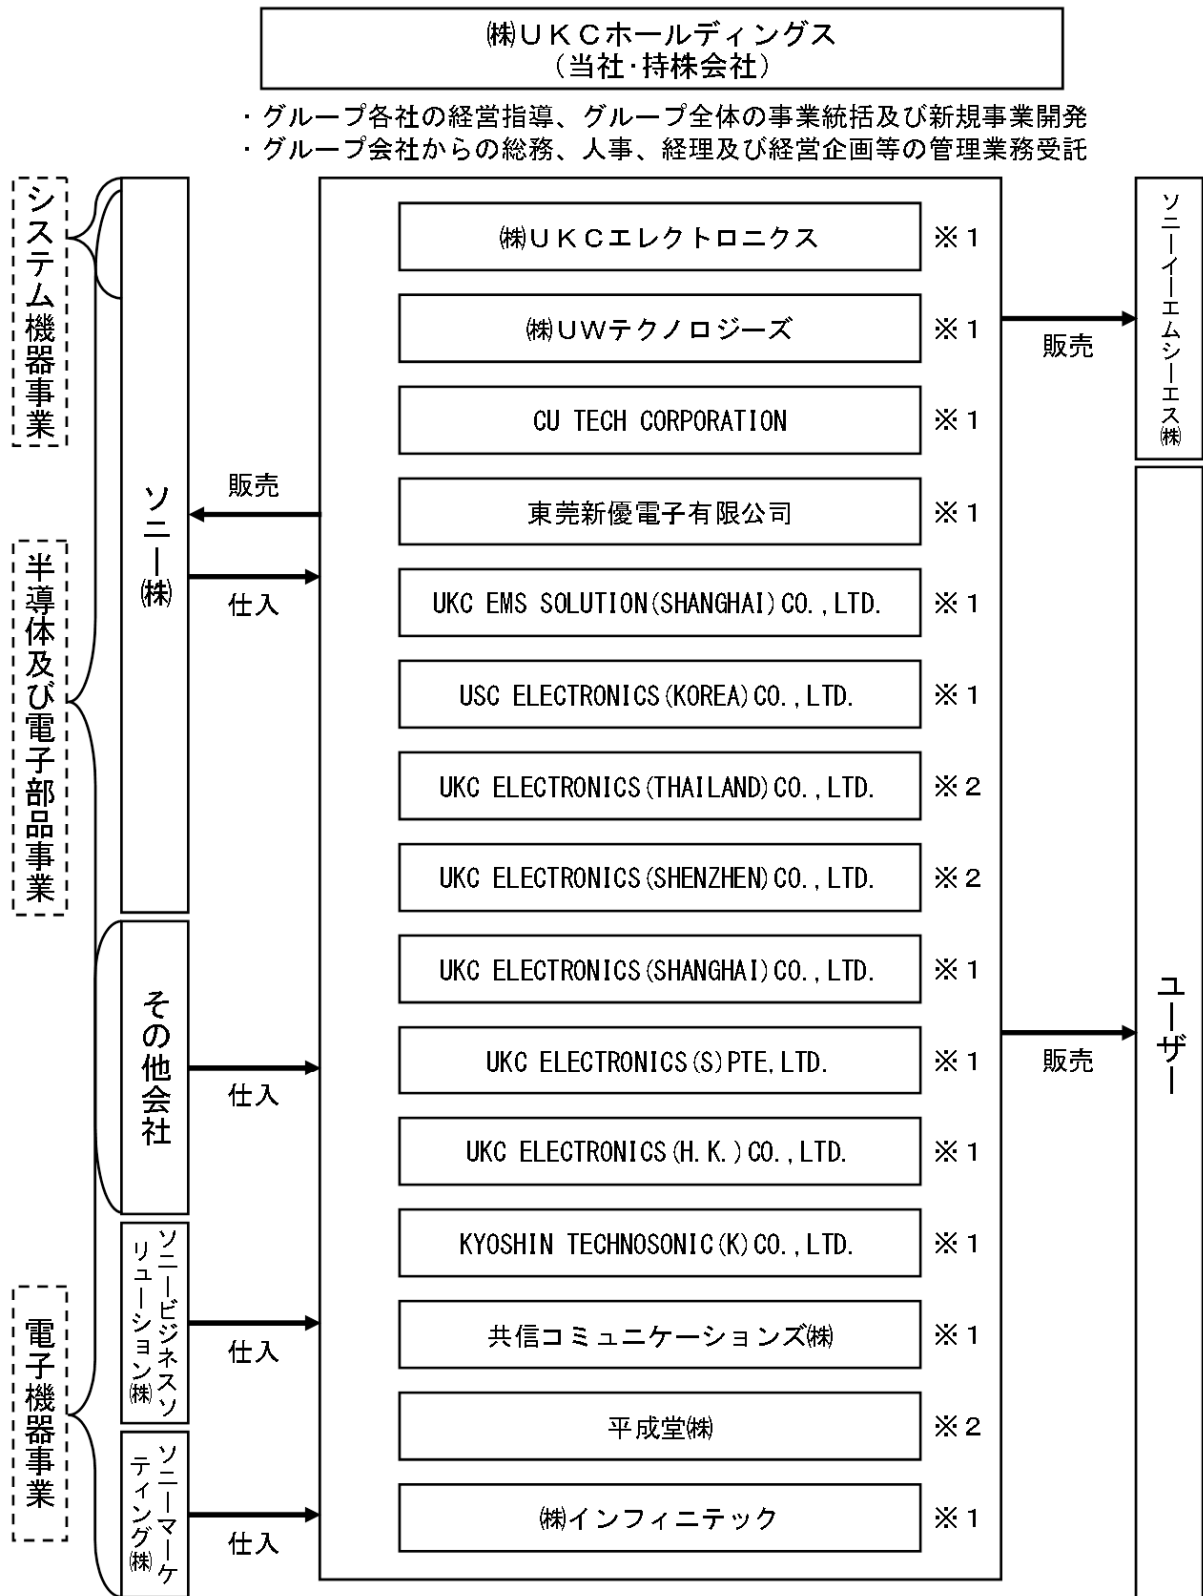 ㈱ＵＫＣホールディングス
（当社・持株会社）
・グループ各社の経営指導、グループ全体の事業統括及び新規事業開発
・グループ会社からの総務、人事、経理及び経営企画等の管理業務受託
システム機器事業
半導体及び電子部品事業
電子機器事業
ソニー㈱
その他会社
ソニービジネスソ
リューション㈱
ソニーマーケ
ティング㈱
販売
仕入
仕入
仕入
仕入
㈱ＵＫＣエレクトロニクス ※１
㈱ＵＷテクノロジーズ ※１
CU TECH CORPORATION ※１
東莞新優電子有限公司 ※１
UKC EMS SOLUTION(SHANGHAI)CO.,LTD. ※１
USC ELECTRONICS(KOREA)CO.,LTD. ※１
UKC ELECTRONICS(THAILAND)CO.,LTD. ※２
UKC ELECTRONICS(SHENZHEN)CO.,LTD. ※２
UKC ELECTRONICS(SHANGHAI)CO.,LTD. ※１
UKC ELECTRONICS(S)PTE,LTD. ※１
UKC ELECTRONICS(H.K.)CO.,LTD. ※１
KYOSHIN TECHNOSONIC(K)CO.,LTD. ※１
共信コミュニケーションズ㈱ ※１
平成堂㈱ ※２
㈱インフィニテック ※１
販売
販売
ソニーイーエムシーエス㈱
ユーザー